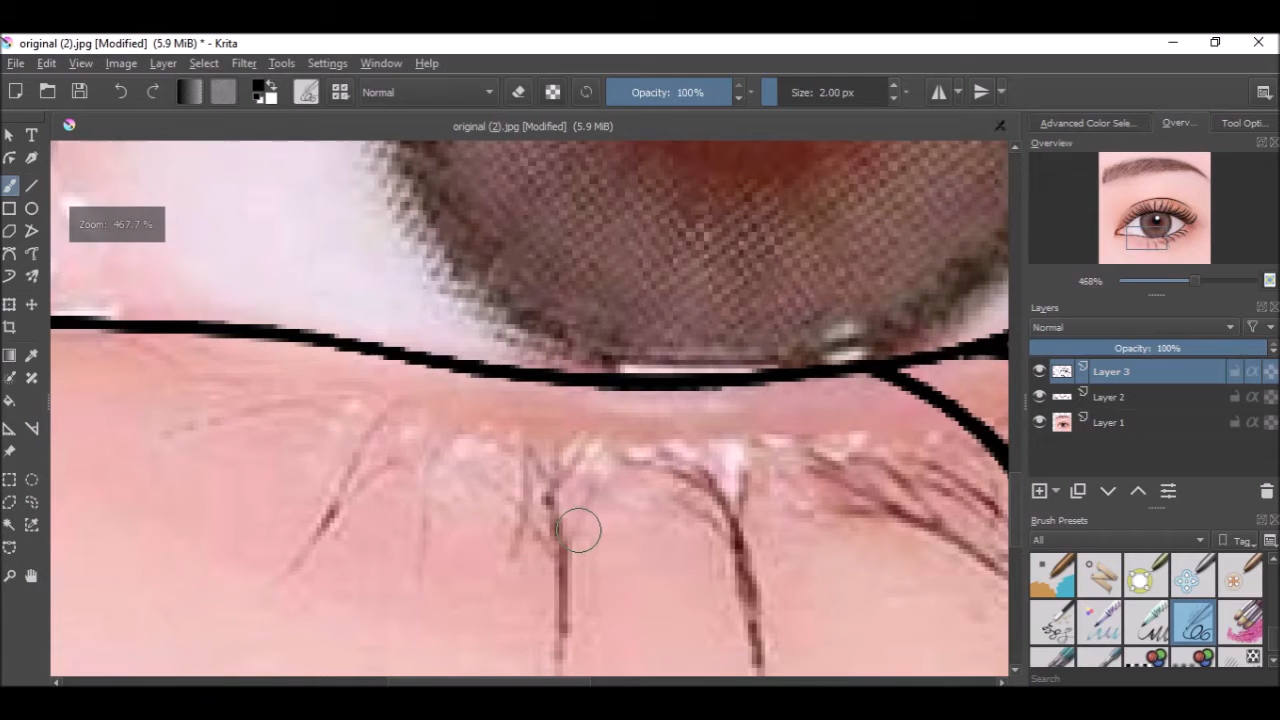 original (2).jpg [Modified] (5.9 MiB) * - Krita
File Edit View Image Layer Select Filter Tools Settings Window Help
Normal Opacity: 100% Size: 2.00 px
original (2).jpg [Modified] (5.9 MiB)
Advanced Color Sele... Overv... Tool Opti...
Overview
Zoom: 467.7 %
468%
Layers
Normal
Opacity: 100%
Layer 3
Layer 2
Layer 1
Brush Presets
All Tag
Search